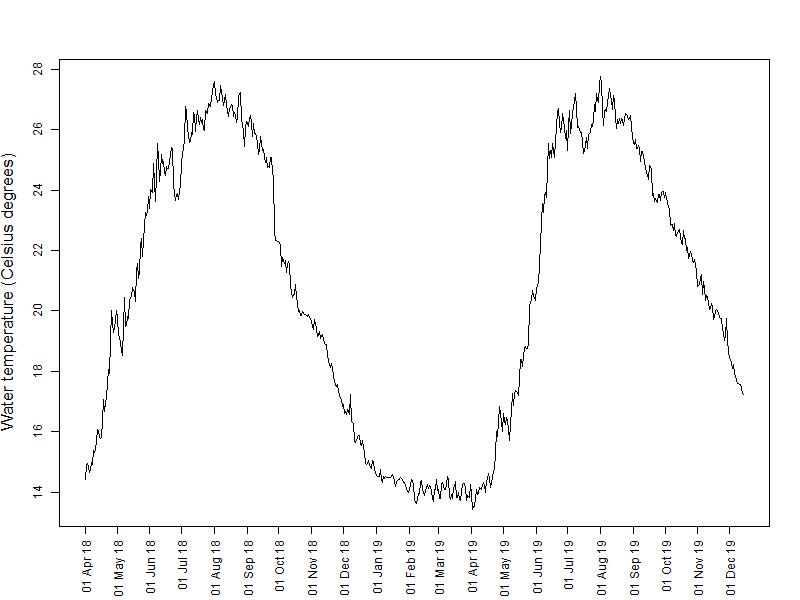 Water temperature (Celsius degrees)
28
26
24
22
20
18
16
14
01 Apr 18
01 May 18
01 Jun 18
01 Jul 18
01 Aug 18
01 Sep 18
01 Oct 18
01 Nov 18
01 Dec 18
01 Jan 19
01 Feb 19
01 Mar 19
01 Apr 19
01 May 19
01 Jun 19
01 Jul 19
01 Aug 19
01 Sep 19
01 Oct 19
01 Nov 19
01 Dec 19